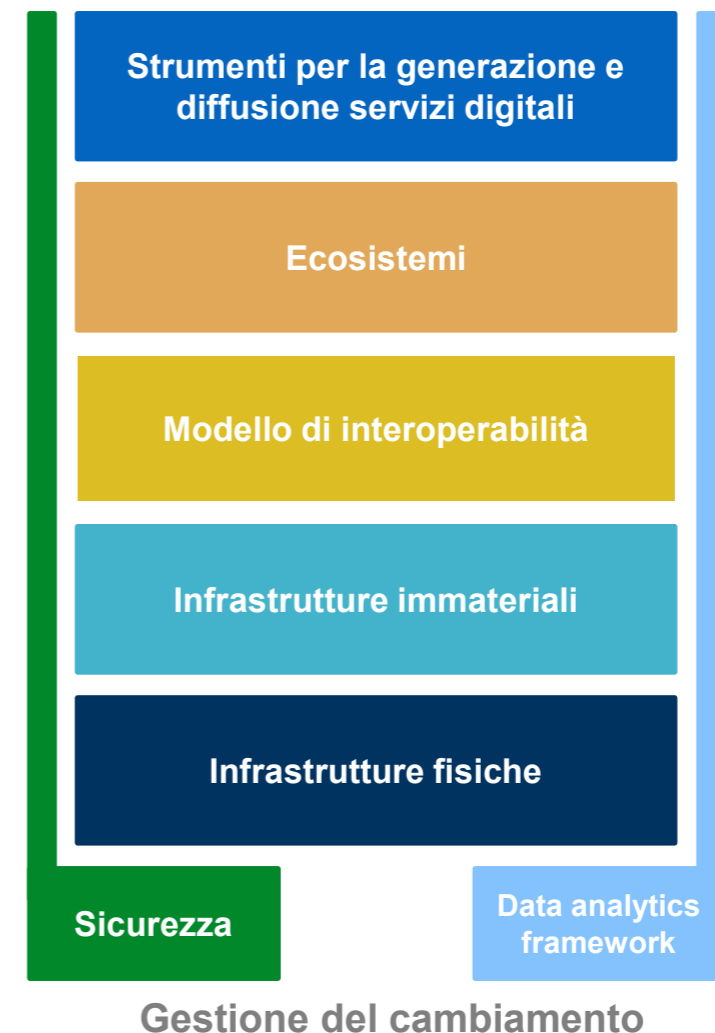 Strumenti per la generazione e
diffusione servizi digitali
Ecosistemi
Modello di interoperabilità
Infrastrutture immateriali
Infrastrutture fisiche
Sicurezza
Data analytics
framework
Gestione del cambiamento